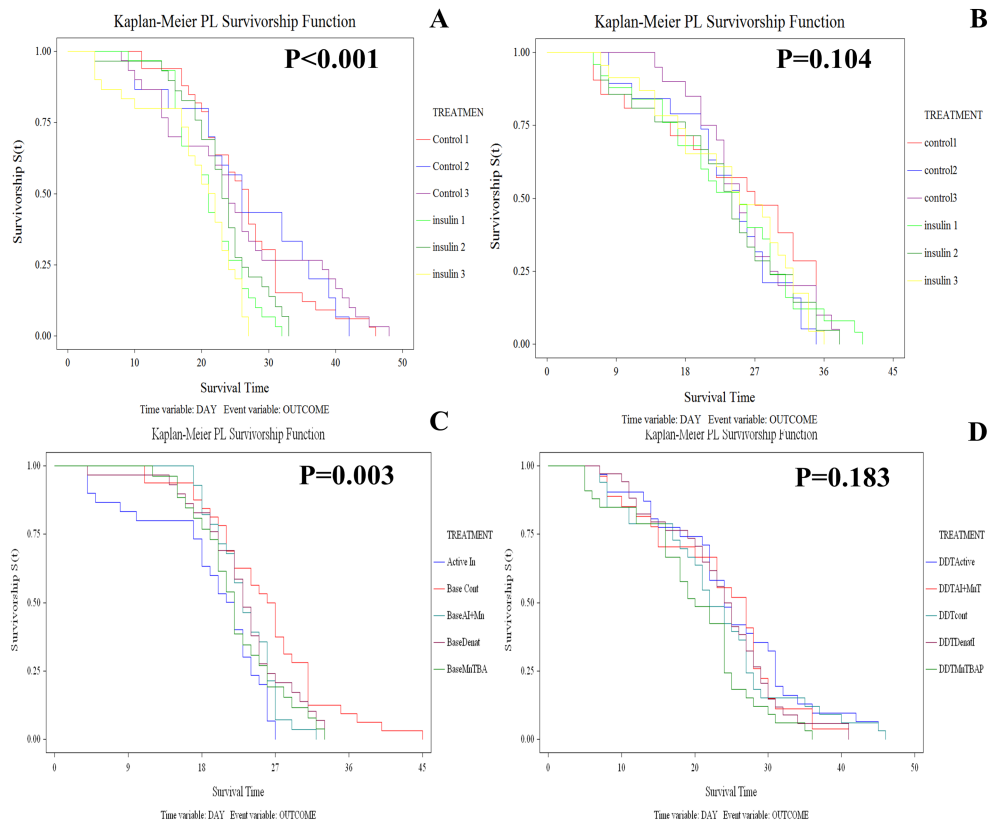 Kaplan-Meier PL Survivorship Function
A
P<0.001
Survivorship S(t)
1.00
0.75
0.50
0.25
0.00
0
10
20
30
40
50
Survival Time
Time variable: DAY Event variable: OUTCOME
TREATMEN
Control 1
Control 2
Control 3
insulin 1
insulin 2
insulin 3
Kaplan-Meier PL Survivorship Function
B
P=0.104
Survivorship S(t)
1.00
0.75
0.50
0.25
0.00
0
9
18
27
36
45
Survival Time
Time variable: DAY Event variable: OUTCOME
TREATMENT
control1
control2
control3
insulin 1
insulin 2
insulin 3
Kaplan-Meier PL Survivorship Function
C
P=0.003
Survivorship S(t)
1.00
0.75
0.50
0.25
0.00
0
9
18
27
36
45
Survival Time
Time variable: DAY Event variable: OUTCOME
TREATMENT
Active In
Base Cont
BaseAI+Mn
BaseDenat
BaseMnTBA
Kaplan-Meier PL Survivorship Function
D
P=0.183
Survivorship S(t)
1.00
0.75
0.50
0.25
0.00
0
10
20
30
40
50
Survival Time
Time variable: DAY Event variable: OUTCOME
TREATMENT
DDTActive
DDTAI+MnT
DDTcont
DDTDenatI
DDTMnTBAP